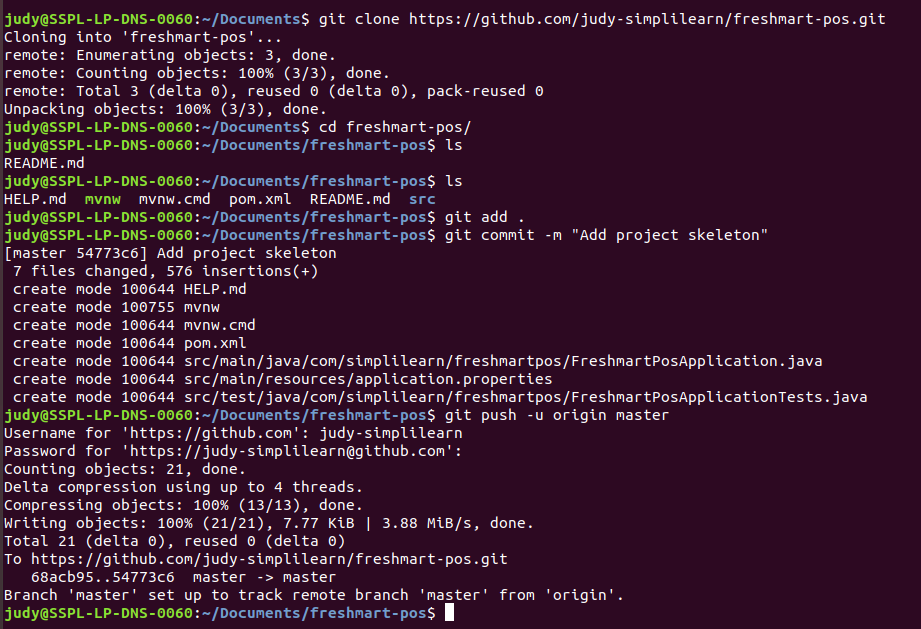 judy@SSPL-LP-DNS-0060:~/Documents$ git clone https://github.com/judy-simplilearn/freshmart-pos.git
Cloning into 'freshmart-pos'...
remote: Enumerating objects: 3, done.
remote: Counting objects: 100% (3/3), done.
remote: Total 3 (delta 0), reused 0 (delta 0), pack-reused 0
Unpacking objects: 100% (3/3), done.
judy@SSPL-LP-DNS-0060:~/Documents$ cd freshmart-pos/
judy@SSPL-LP-DNS-0060:~/Documents/freshmart-pos$ ls
README.md
judy@SSPL-LP-DNS-0060:~/Documents/freshmart-pos$ ls
HELP.md  mvnw  mvnw.cmd  pom.xml  README.md  src
judy@SSPL-LP-DNS-0060:~/Documents/freshmart-pos$ git add .
judy@SSPL-LP-DNS-0060:~/Documents/freshmart-pos$ git commit -m "Add project skeleton"
[master 54773c6] Add project skeleton
 7 files changed, 576 insertions(+)
 create mode 100644 HELP.md
 create mode 100755 mvnw
 create mode 100644 mvnw.cmd
 create mode 100644 pom.xml
 create mode 100644 src/main/java/com/simplilearn/freshmartpos/FreshmartPosApplication.java
 create mode 100644 src/main/resources/application.properties
 create mode 100644 src/test/java/com/simplilearn/freshmartpos/FreshmartPosApplicationTests.java
judy@SSPL-LP-DNS-0060:~/Documents/freshmart-pos$ git push -u origin master
Username for 'https://github.com': judy-simplilearn
Password for 'https://judy-simplilearn@github.com':
Counting objects: 21, done.
Delta compression using up to 4 threads.
Compressing objects: 100% (13/13), done.
Writing objects: 100% (21/21), 7.77 KiB | 3.88 MiB/s, done.
Total 21 (delta 0), reused 0 (delta 0)
To https://github.com/judy-simplilearn/freshmart-pos.git
   68acb95..54773c6  master -> master
Branch 'master' set up to track remote branch 'master' from 'origin'.
judy@SSPL-LP-DNS-0060:~/Documents/freshmart-pos$